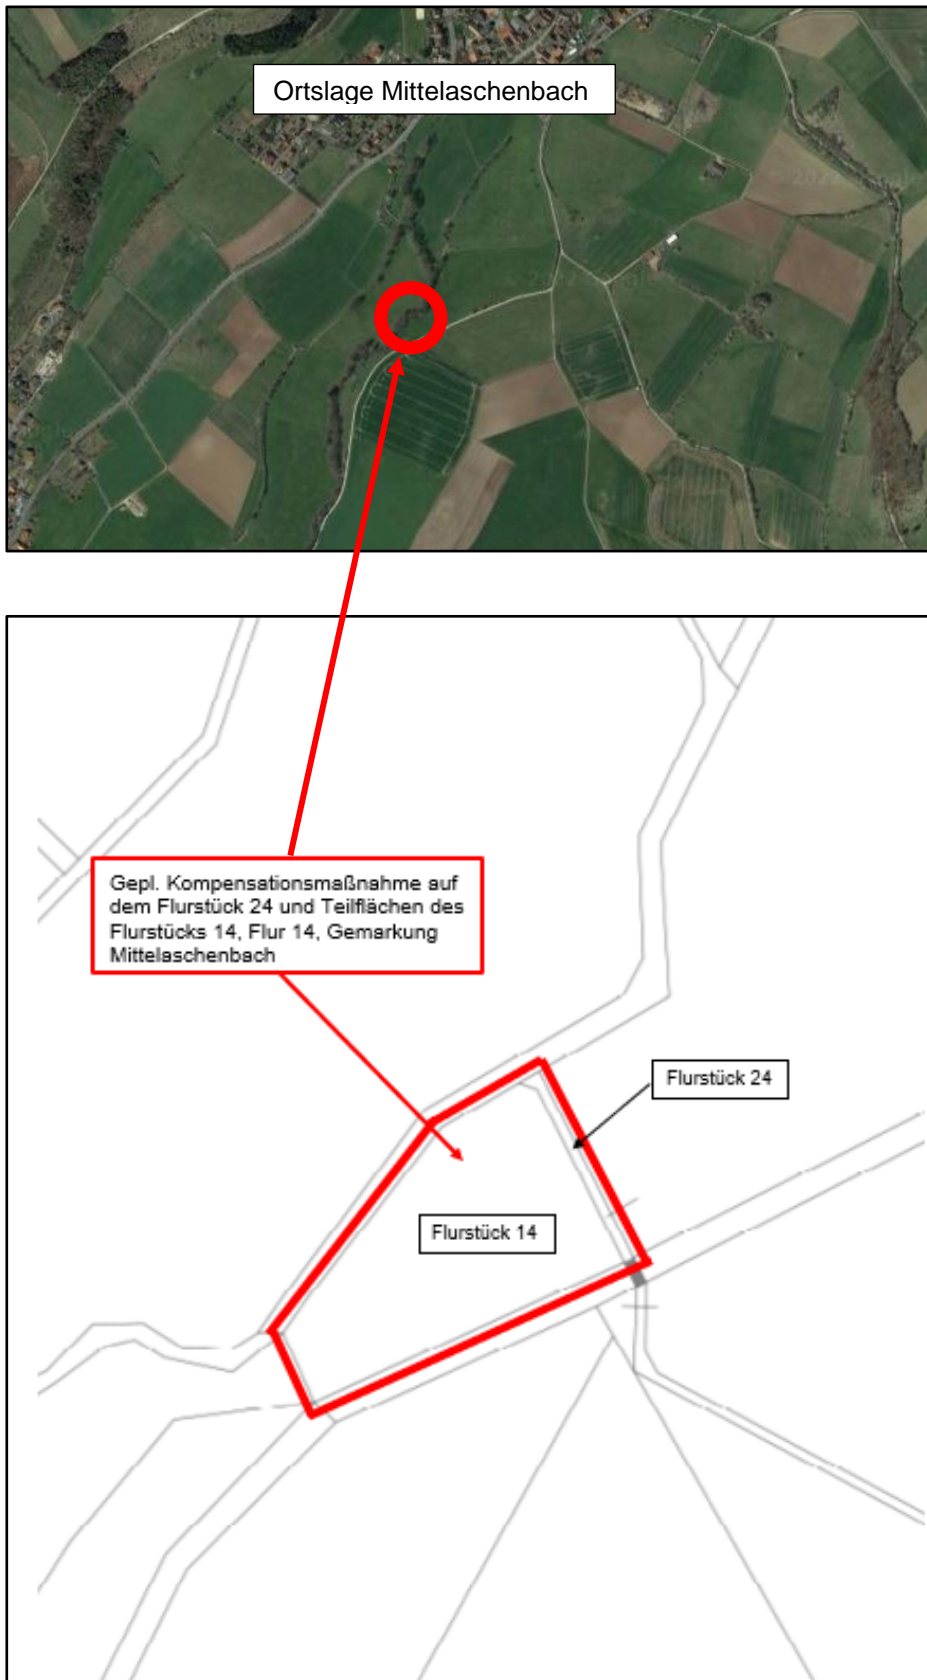 Ortslage Mittelaschenbach
Gepl. Kompensationsmaßnahme auf
dem Flurstück 24 und Teilflächen des
Flurstücks 14, Flur 14, Gemarkung
Mittelaschenbach
Flurstück 24
Flurstück 14